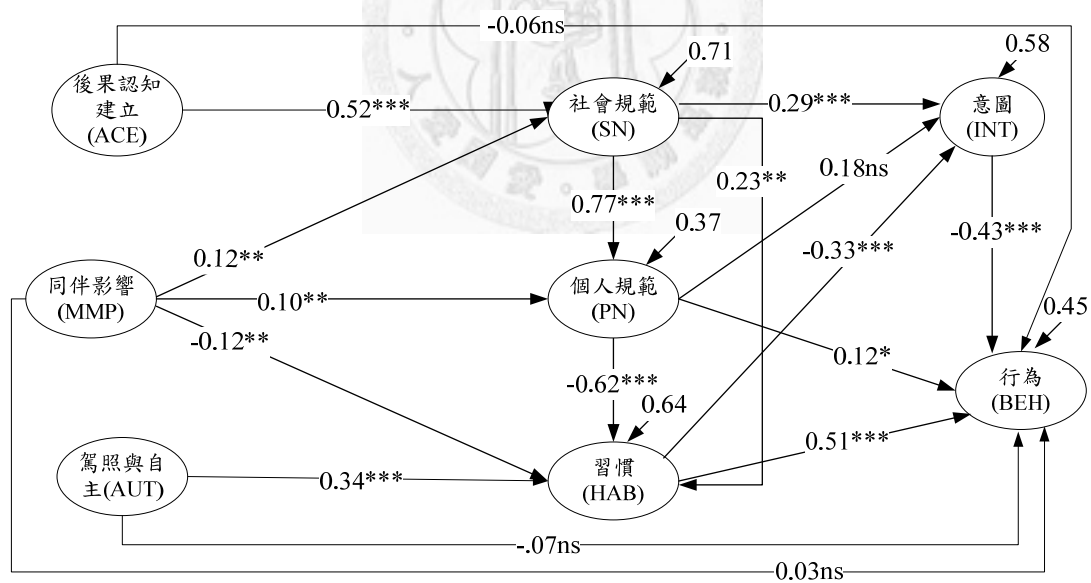 -0.06ns
0.71
0.58
後果認知
建立
(ACE)
0.52***
社會規範
(SN)
0.29***
意圖
(INT)
0.18ns
0.23**
0.77***
0.37
-0.43***
-0.33***
0.12**
同伴影響
(MMP)
0.10**
個人規範
(PN)
0.45
-0.12**
0.12*
-0.62***
行為
(BEH)
0.64
0.51***
駕照與自
主(AUT)
0.34***
習慣
(HAB)
-.07ns
0.03ns